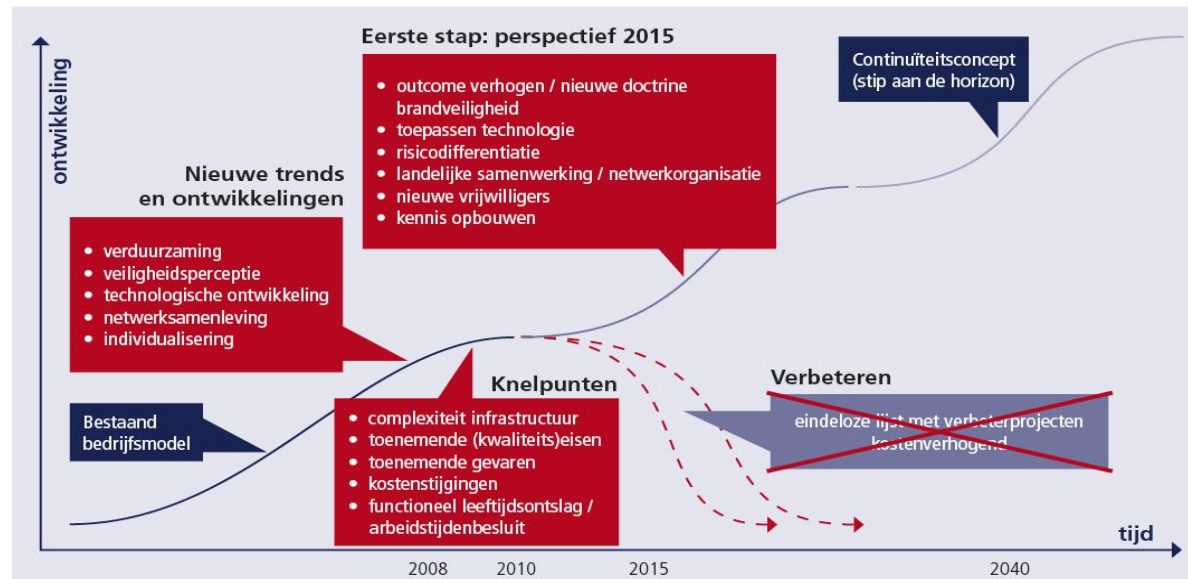 ontwikkeling
Eerste stap: perspectief 2015
• outcome verhogen / nieuwe doctrine
brandveiligheid
• toepassen technologie
• risicodifferentiatie
• landelijke samenwerking / netwerkorganisatie
• nieuwe vrijwilligers
• kennis opbouwen
Continuïteitsconcept
(stip aan de horizon)
Nieuwe trends
en ontwikkelingen
• verduurzaming
• veiligheidsperceptie
• technologische ontwikkeling
• netwerksamenleving
• individualisering
Bestaand
bedrijfsmodel
Knelpunten
• complexiteit infrastructuur
• toenemende (kwaliteits)eisen
• toenemende gevaren
• kostenstijgingen
• functioneel leeftijdsontslag /
arbeidstijdenbesluit
Verbeteren
eindeloze lijst met verbeterprojecten
kostenverhogend
tijd
2008
2010
2015
2040